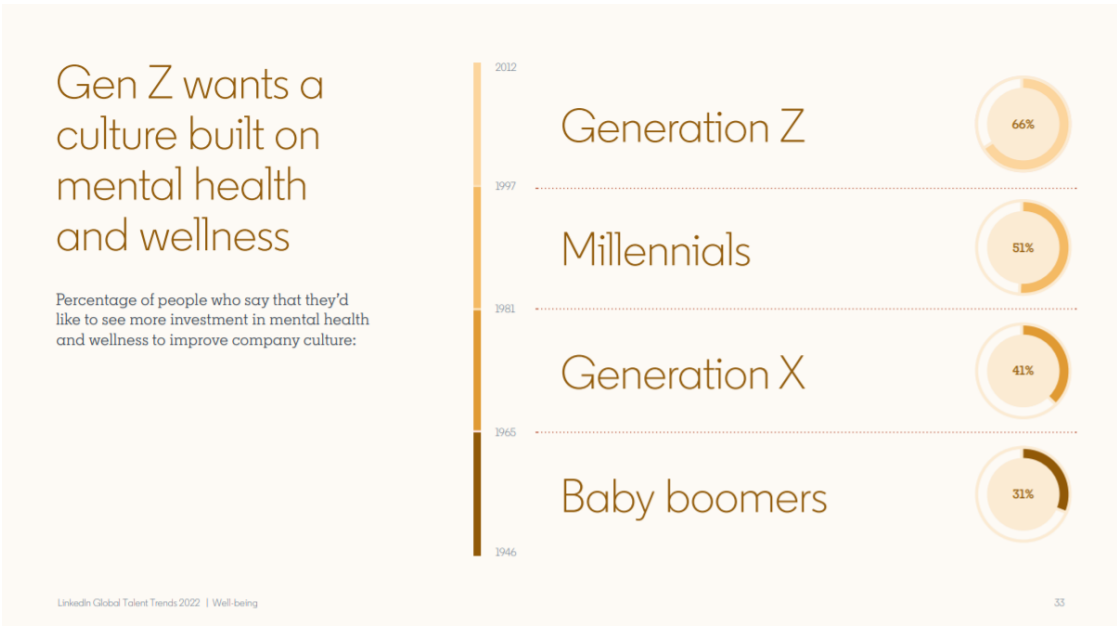 Gen Z wants a
culture built on
mental health
and wellness
Percentage of people who say that they'd
like to see more investment in mental health
and wellness to improve company culture:
2012
Generation Z
66%
1997
Millennials
51%
1981
Generation X
41%
1965
Baby boomers
31%
1946
LinkedIn Global Talent Trends 2022 | Well-being
33